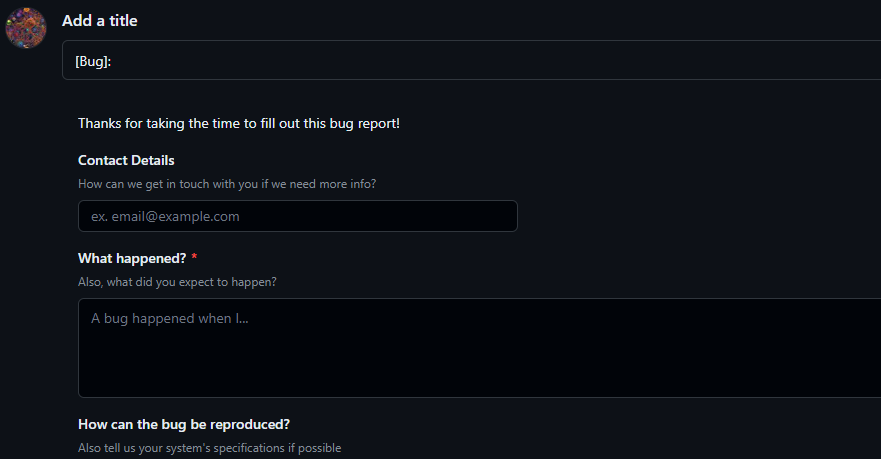 Add a title
[Bug]:
Thanks for taking the time to fill out this bug report!
Contact Details
How can we get in touch with you if we need more info?
ex. email@example.com
What happened? *
Also, what did you expect to happen?
A bug happened when I...
How can the bug be reproduced?
Also tell us your system's specifications if possible